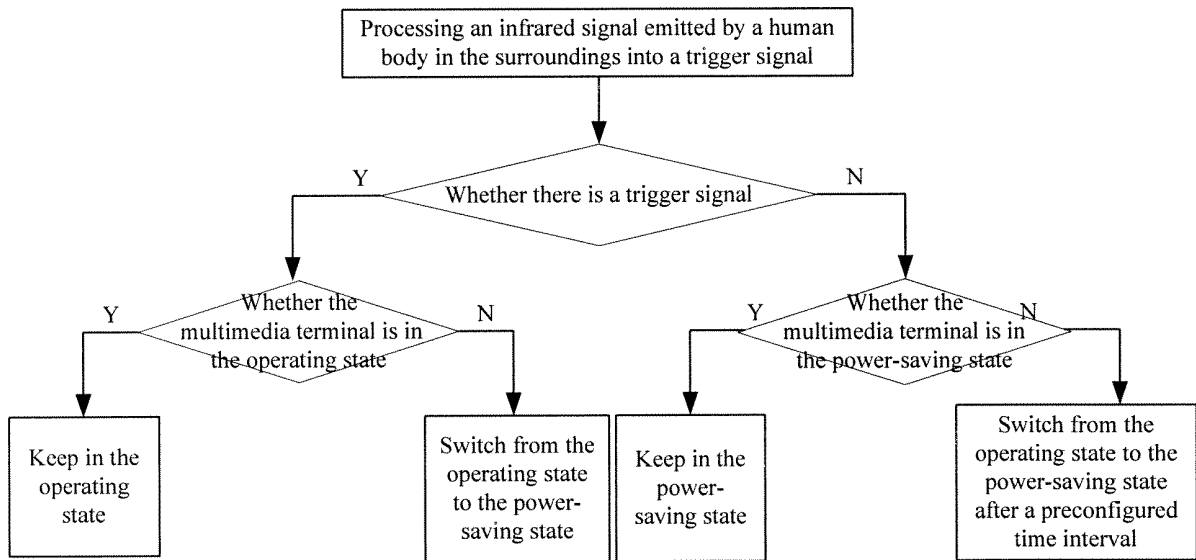 Processing an infrared signal emitted by a human
body in the surroundings into a trigger signal
Y
Whether there is a trigger signal
N
Y
Whether the
multimedia terminal is in
the operating state
N
Y
Whether the
multimedia terminal is in
the power-saving state
N
Keep in the
operating
state
Switch from the
operating state
to the power-
saving state
Keep in the
power-
saving state
Switch from the
operating state to the
power-saving state
after a preconfigured
time interval